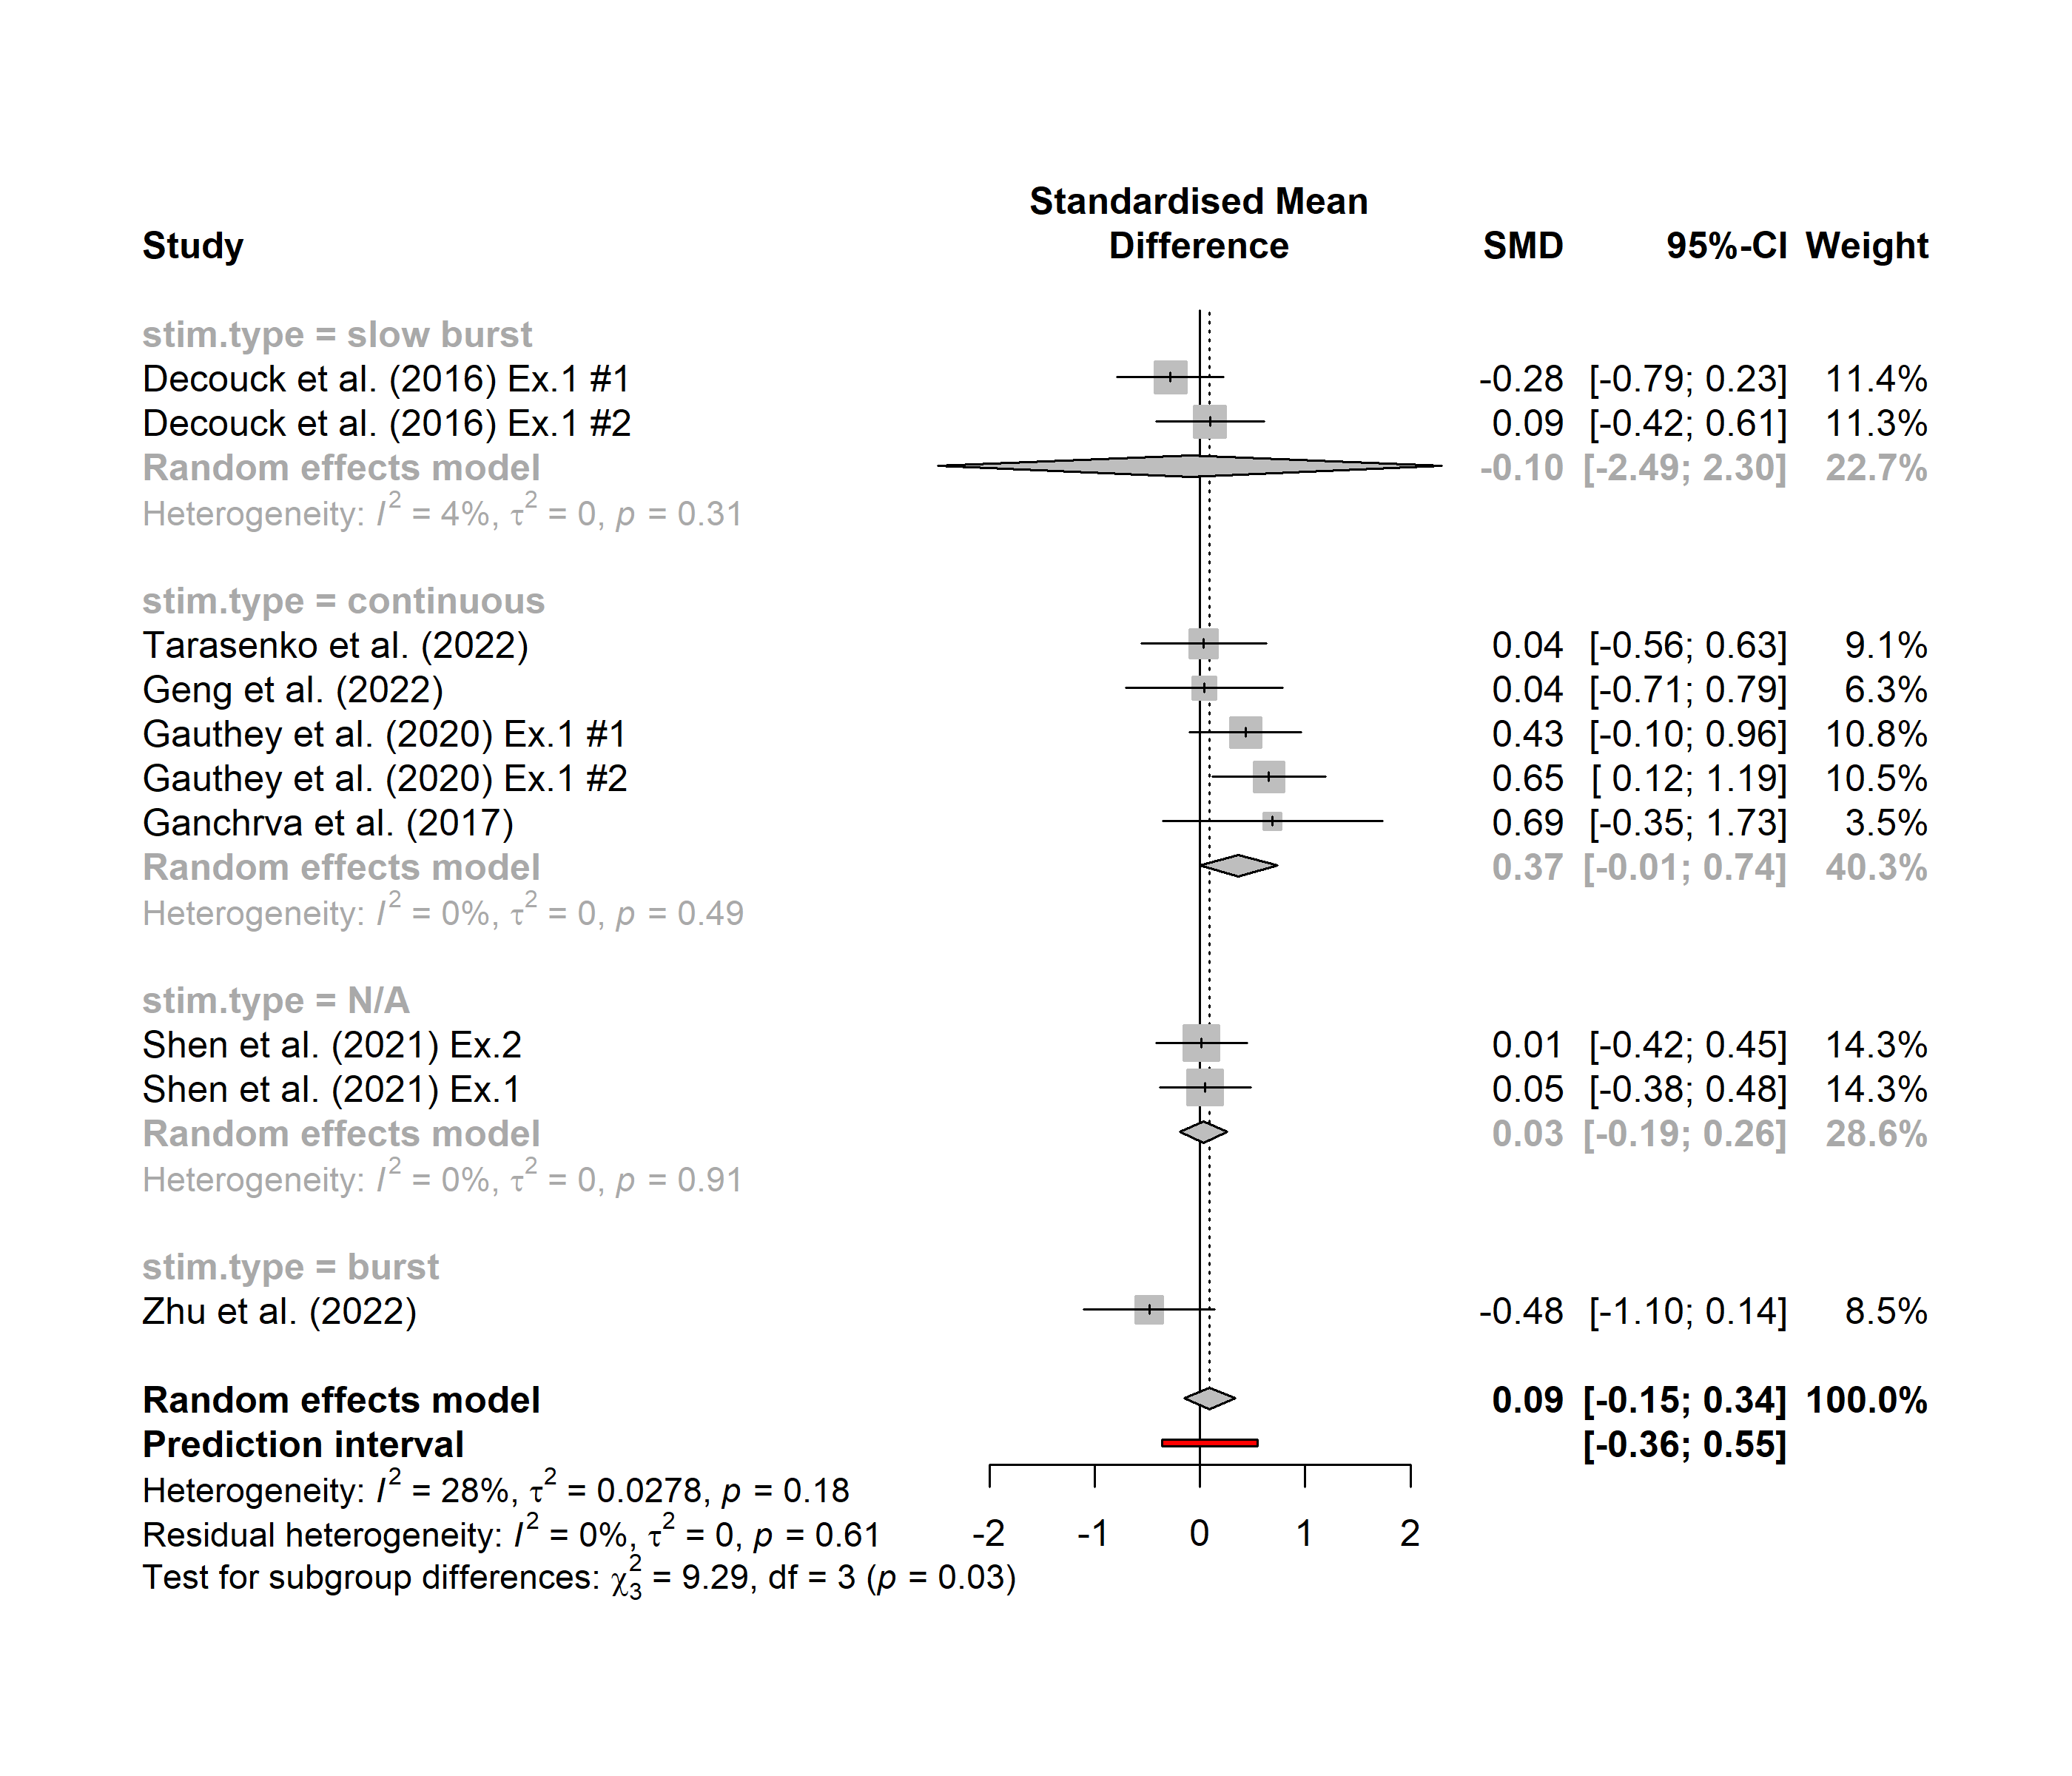 Standardised Mean
Study Difference SMD 95%-CI Weight
stim.type = slow burst
Decouck et al. (2016) Ex.1 #1 -0.28 [-0.79; 0.23] 11.4%
Decouck et al. (2016) Ex.1 #2 0.09 [-0.42; 0.61] 11.3%
Random effects model -0.10 [-2.49; 2.30] 22.7%
Heterogeneity: I² = 4%, τ² = 0, p = 0.31
stim.type = continuous
Tarasenko et al. (2022) 0.04 [-0.56; 0.63] 9.1%
Geng et al. (2022) 0.04 [-0.71; 0.79] 6.3%
Gauthey et al. (2020) Ex.1 #1 0.43 [-0.10; 0.96] 10.8%
Gauthey et al. (2020) Ex.1 #2 0.65 [ 0.12; 1.19] 10.5%
Ganchrva et al. (2017) 0.69 [-0.35; 1.73] 3.5%
Random effects model 0.37 [-0.01; 0.74] 40.3%
Heterogeneity: I² = 0%, τ² = 0, p = 0.49
stim.type = N/A
Shen et al. (2021) Ex.2 0.01 [-0.42; 0.45] 14.3%
Shen et al. (2021) Ex.1 0.05 [-0.38; 0.48] 14.3%
Random effects model 0.03 [-0.19; 0.26] 28.6%
Heterogeneity: I² = 0%, τ² = 0, p = 0.91
stim.type = burst
Zhu et al. (2022) -0.48 [-1.10; 0.14] 8.5%
Random effects model 0.09 [-0.15; 0.34] 100.0%
Prediction interval [-0.36; 0.55]
Heterogeneity: I² = 28%, τ² = 0.0278, p = 0.18
Residual heterogeneity: I² = 0%, τ² = 0, p = 0.61 -2 -1 0 1 2
Test for subgroup differences: χ²₃ = 9.29, df = 3 (p = 0.03)